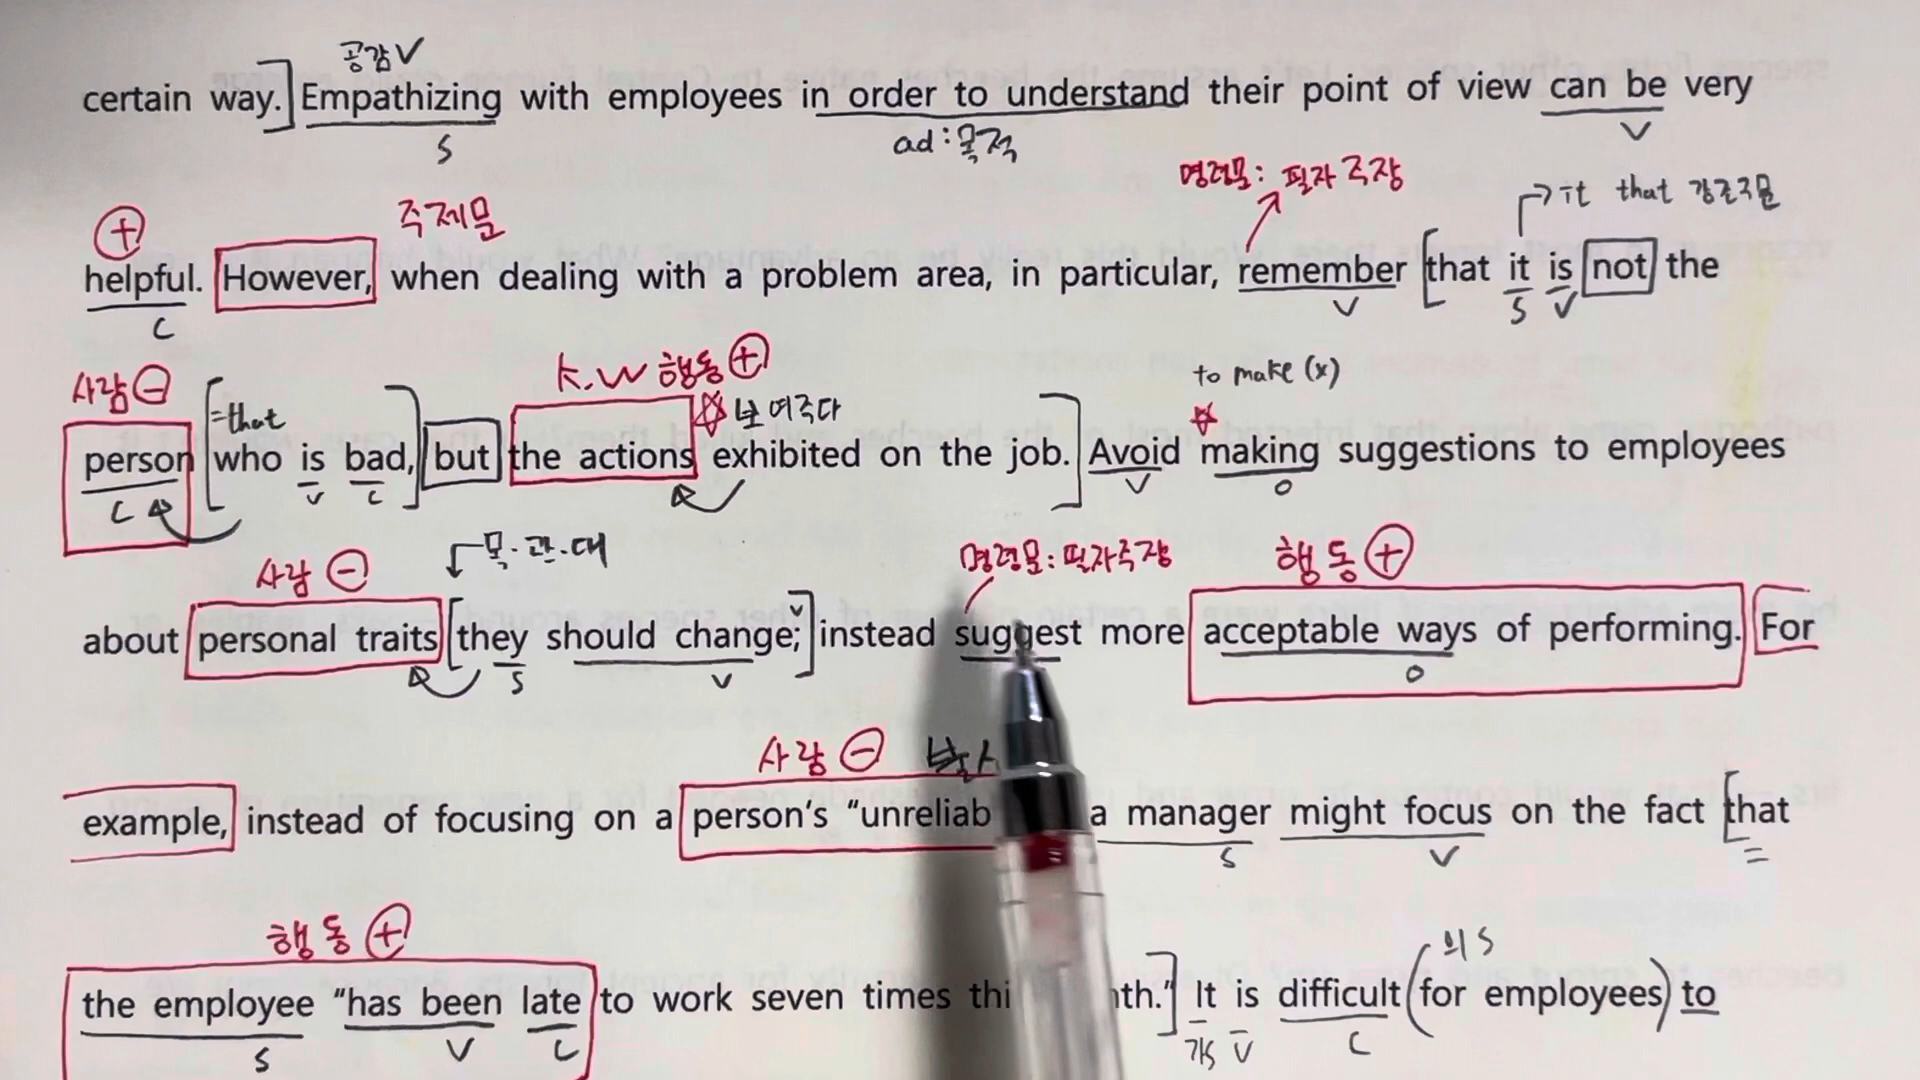 공감V
certain way. Empathizing with employees in order to understand their point of view can be very
S ad:목적 V
명령문: 필자 주장
it that 강조구문
⊕ 주제문
helpful. However, when dealing with a problem area, in particular, remember that it is not the
C V S V
사람⊖ K.W 행동⊕ to make (x)
=that ☆ 보여주다 ☆
person who is bad, but the actions exhibited on the job. Avoid making suggestions to employees
C V C V O
사람⊖ 목·관·대 명령문: 필자주장 행동⊕
about personal traits they should change; instead suggest more acceptable ways of performing. For
S V O
사람⊖
example, instead of focusing on a person's "unreliab a manager might focus on the fact that
S V =
행동⊕ 의S
the employee "has been late to work seven times thi nth." It is difficult (for employees) to
S V C 가S V C